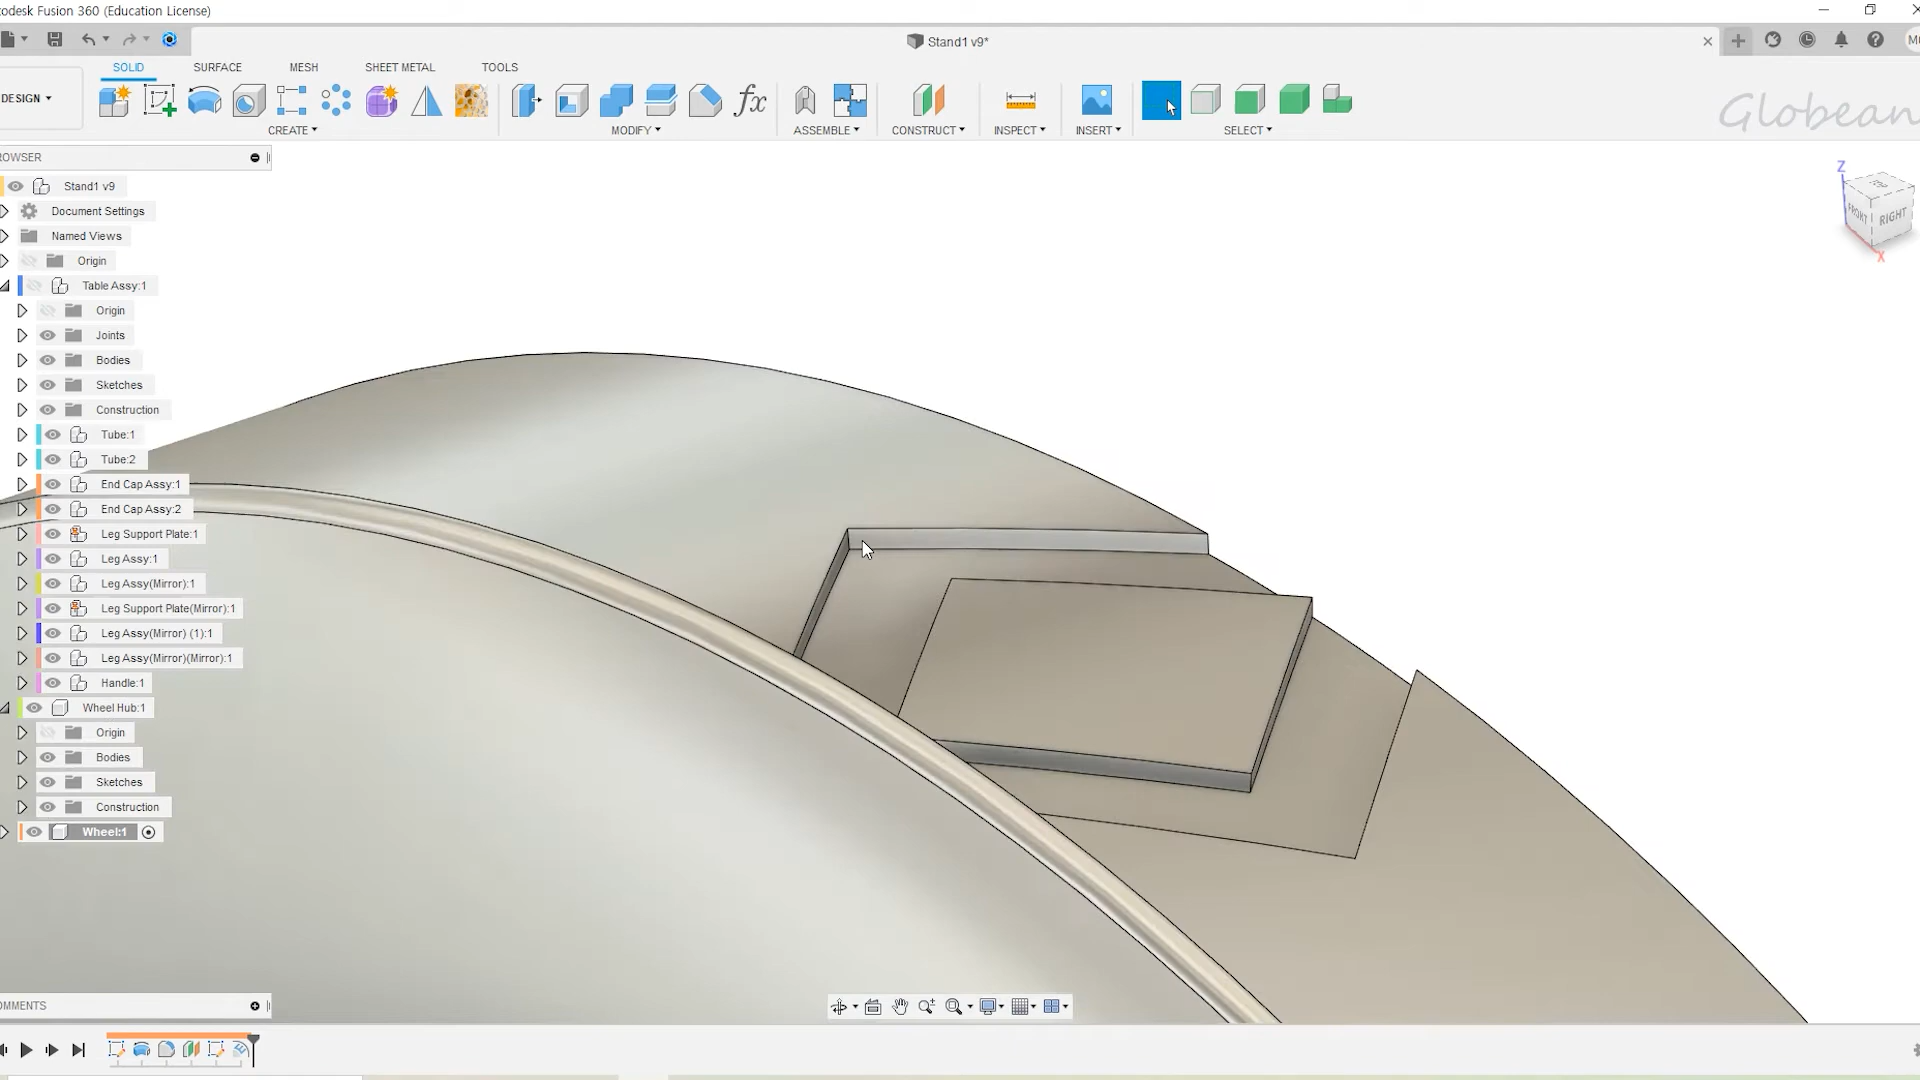 todesk Fusion 360 (Education License)
Stand1 v9*
SOLID SURFACE MESH SHEET METAL TOOLS
DESIGN
CREATE MODIFY ASSEMBLE CONSTRUCT INSPECT INSERT SELECT
fx
Globean
ROWSER
Stand1 v9
Document Settings
Named Views
Origin
Table Assy:1
Origin
Joints
Bodies
Sketches
Construction
Tube:1
Tube:2
End Cap Assy:1
End Cap Assy:2
Leg Support Plate:1
Leg Assy:1
Leg Assy(Mirror):1
Leg Support Plate(Mirror):1
Leg Assy(Mirror) (1):1
Leg Assy(Mirror)(Mirror):1
Handle:1
Wheel Hub:1
Origin
Bodies
Sketches
Construction
Wheel:1
Z
TOP
FRONT RIGHT
X
OMMENTS